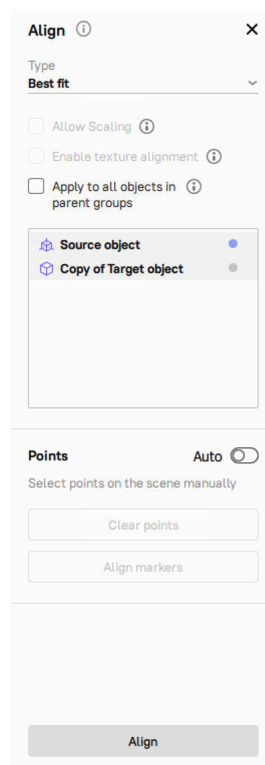 Align
Type
Best fit
Allow Scaling
Enable texture alignment
Apply to all objects in
parent groups
Source object
Copy of Target object
Points
Auto
Select points on the scene manually
Clear points
Align markers
Align